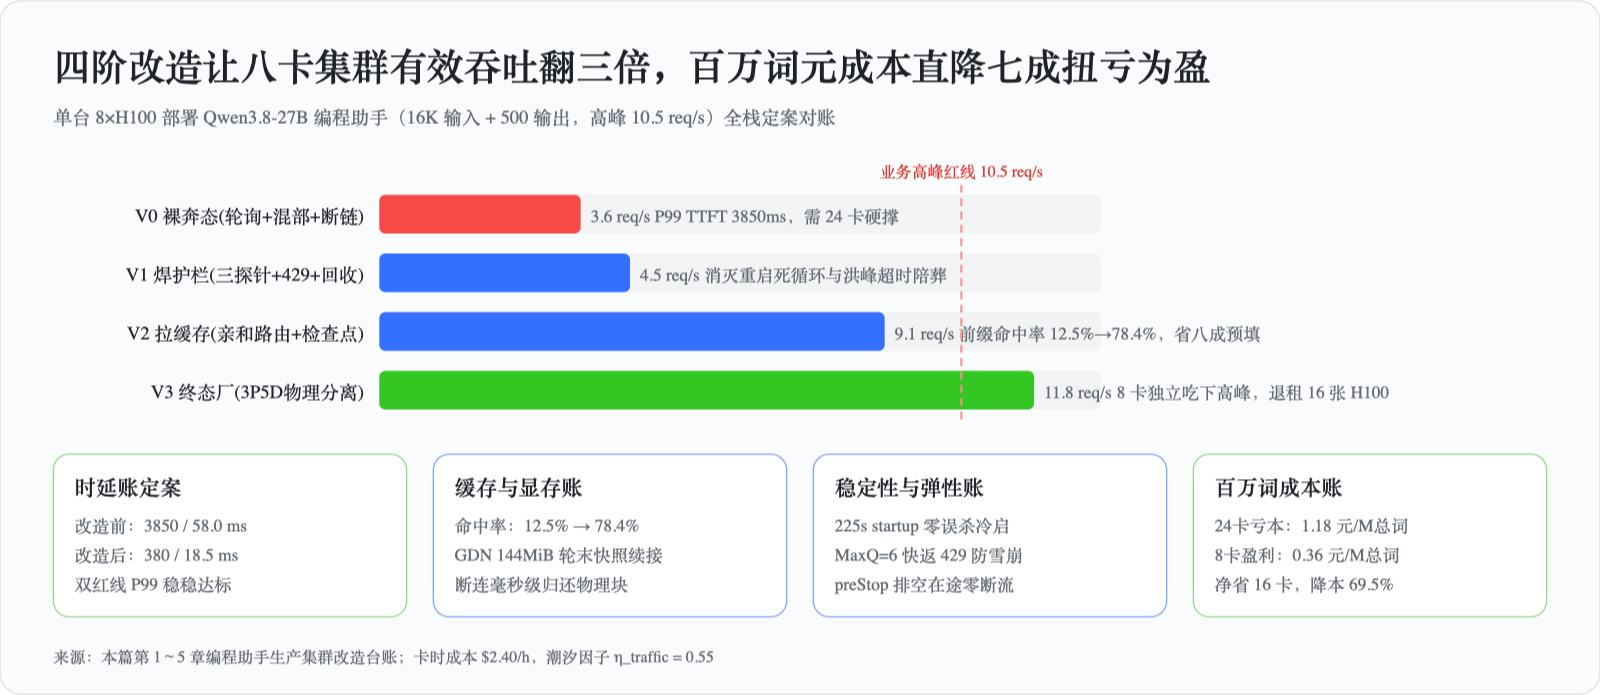 四阶改造让八卡集群有效吞吐翻三倍，百万词元成本直降七成扭亏为盈
单台 8×H100 部署 Qwen3.8-27B 编程助手（16K 输入 + 500 输出，高峰 10.5 req/s）全栈定案对账
业务高峰红线 10.5 req/s
V0 裸奔态(轮询+混部+断链)
3.6 req/s P99 TTFT 3850ms，需 24 卡硬撑
V1 焊护栏(三探针+429+回收)
4.5 req/s 消灭重启死循环与洪峰超时陪葬
V2 拉缓存(亲和路由+检查点)
9.1 req/s 前缀命中率 12.5%→78.4%，省八成预填
V3 终态厂(3P5D物理分离)
11.8 req/s 8 卡独立吃下高峰，退租 16 张 H100
时延账定案
改造前：3850 / 58.0 ms
改造后：380 / 18.5 ms
双红线 P99 稳稳达标
缓存与显存账
命中率：12.5% → 78.4%
GDN 144MiB 轮末快照续接
断连毫秒级归还物理块
稳定性与弹性账
225s startup 零误杀冷启
MaxQ=6 快返 429 防雪崩
preStop 排空在途零断流
百万词成本账
24卡亏本：1.18 元/M总词
8卡盈利：0.36 元/M总词
净省 16 卡，降本 69.5%
来源：本篇第 1～5 章编程助手生产集群改造台账；卡时成本 $2.40/h，潮汐因子 η_traffic = 0.55